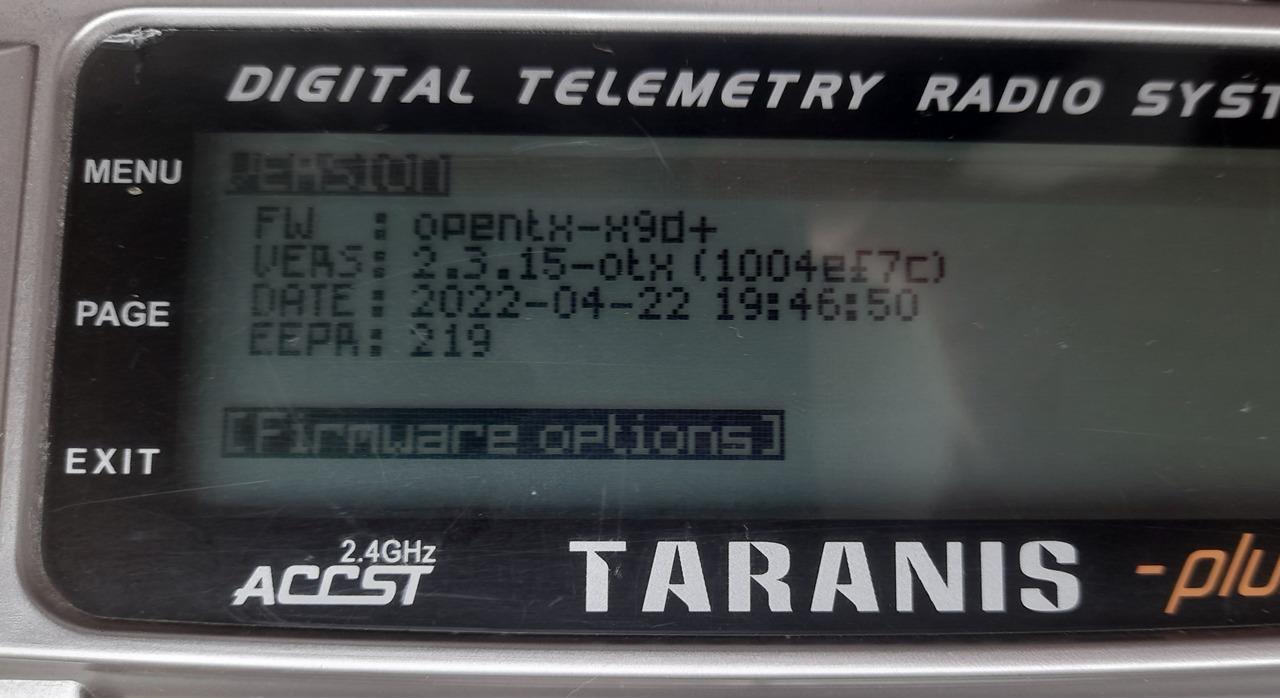 DIGITAL TELEMETRY RADIO SYST
MENU
VERSION
FW : opentx-x9d+
VERS: 2.3.15-otx (1004ef7c)
DATE: 2022-04-22 19:46:50
PAGE
EEPR: 219
[Firmware options]
EXIT
2.4GHz
ACCST
TARANIS -plu